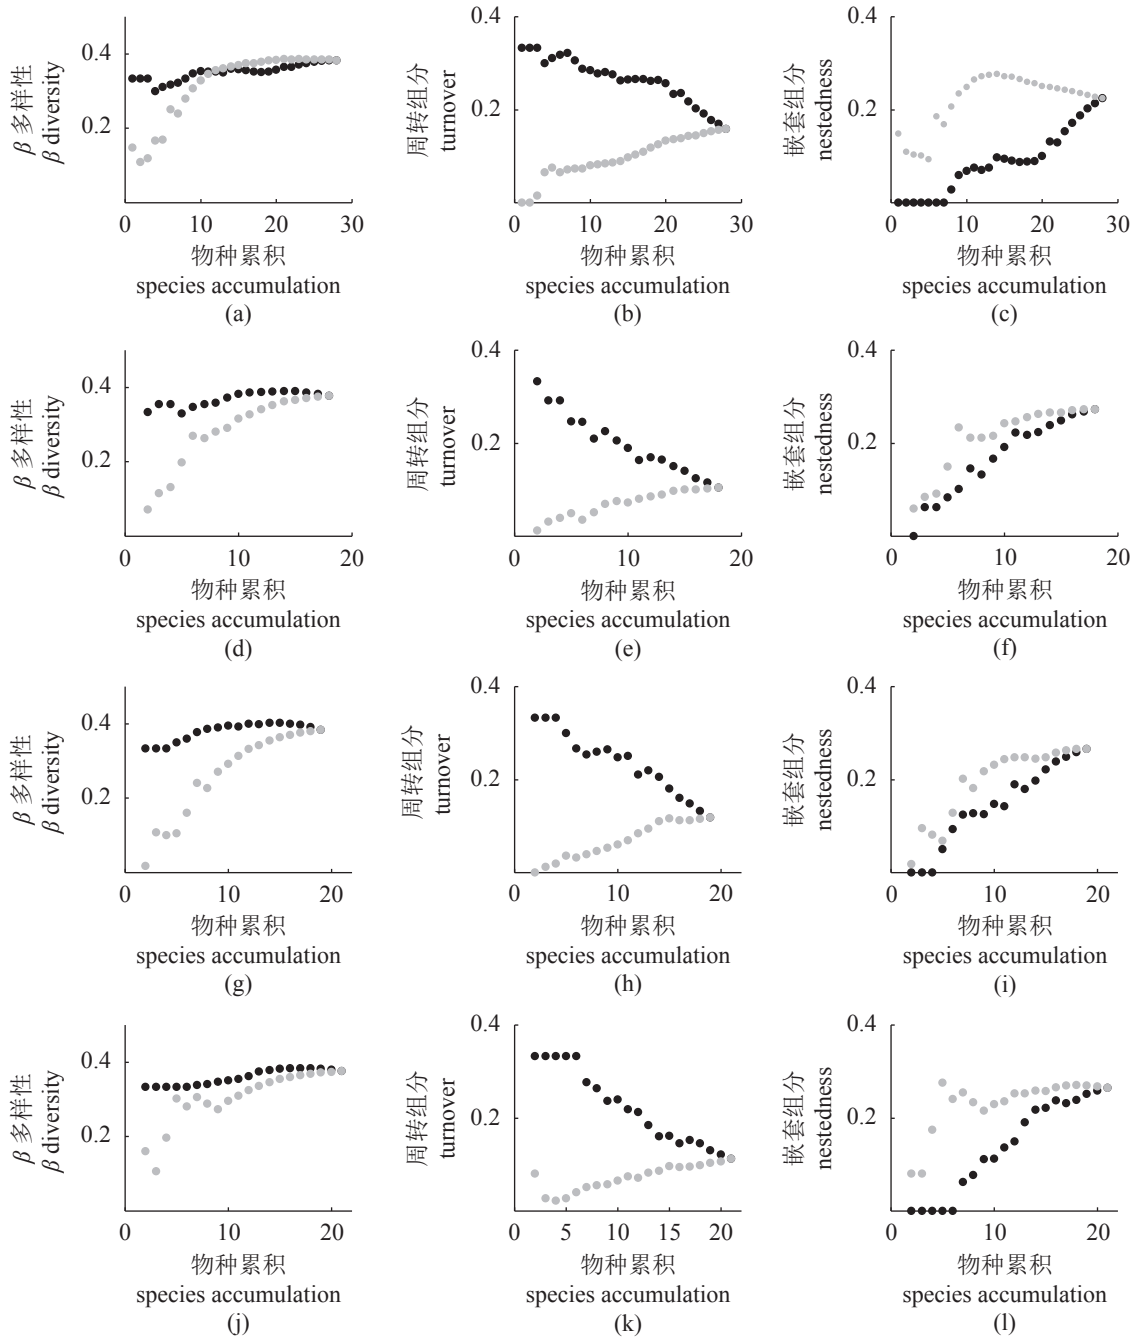 β 多样性
β diversity
0.4
0.2
0 10 20 30
物种累积
species accumulation
(a)
周转组分
turnover
0.4
0.2
0 10 20 30
物种累积
species accumulation
(b)
嵌套组分
nestedness
0.4
0.2
0 10 20 30
物种累积
species accumulation
(c)
β 多样性
β diversity
0.4
0.2
0 10 20
物种累积
species accumulation
(d)
周转组分
turnover
0.4
0.2
0 10 20
物种累积
species accumulation
(e)
嵌套组分
nestedness
0.4
0.2
0 10 20
物种累积
species accumulation
(f)
β 多样性
β diversity
0.4
0.2
0 10 20
物种累积
species accumulation
(g)
周转组分
turnover
0.4
0.2
0 10 20
物种累积
species accumulation
(h)
嵌套组分
nestedness
0.4
0.2
0 10 20
物种累积
species accumulation
(i)
β 多样性
β diversity
0.4
0.2
0 10 20
物种累积
species accumulation
(j)
周转组分
turnover
0.4
0.2
0 5 10 15 20
物种累积
species accumulation
(k)
嵌套组分
nestedness
0.4
0.2
0 10 20
物种累积
species accumulation
(l)